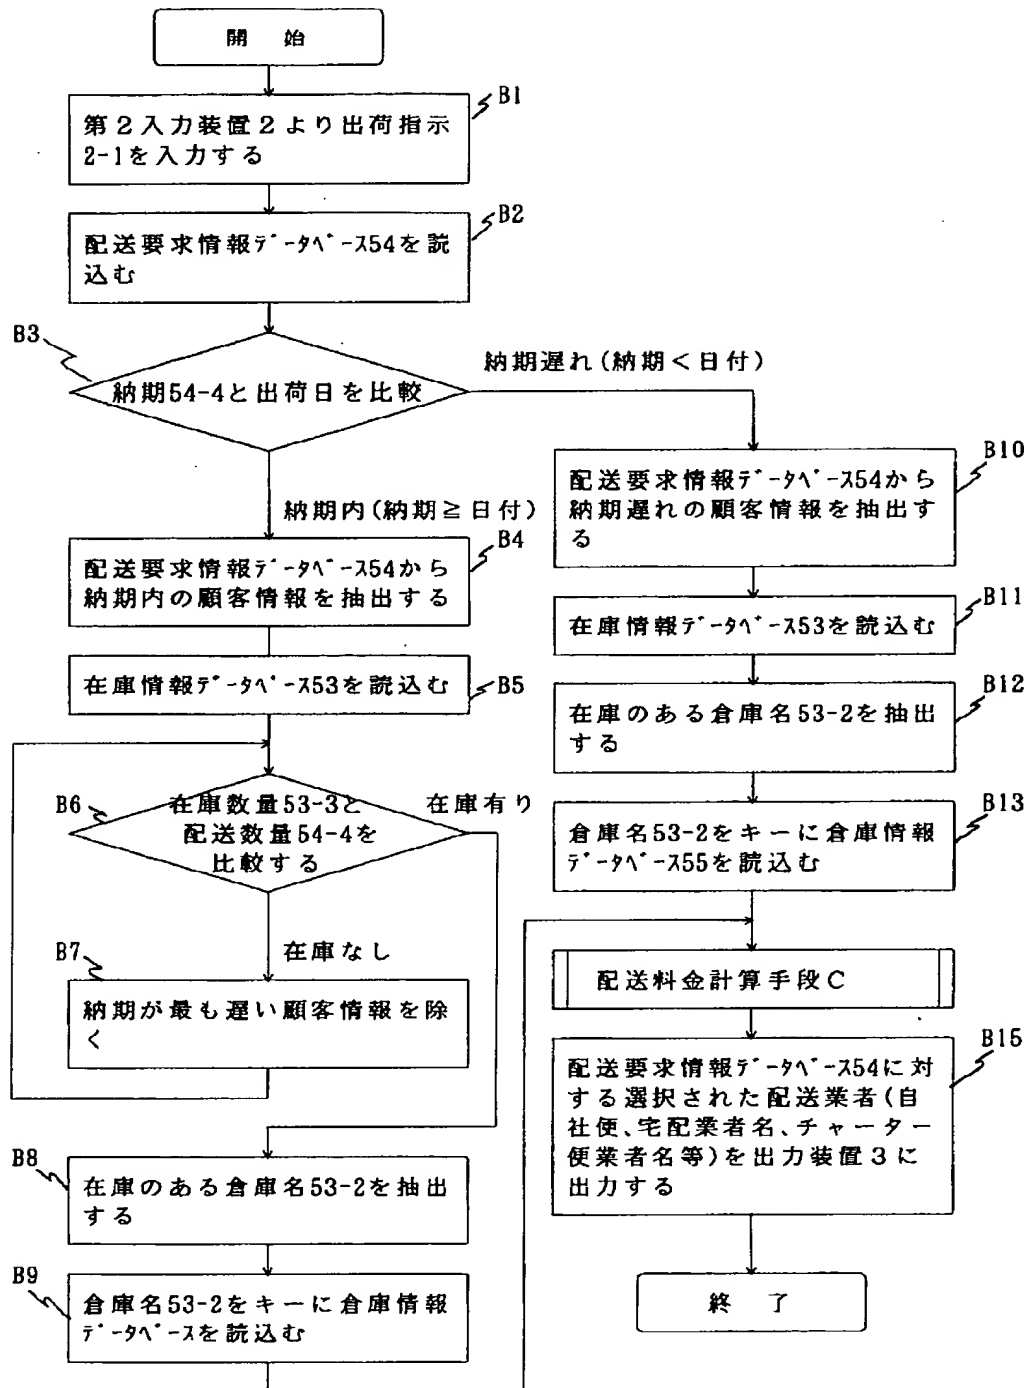 開 始
B1
第2入力装置2より出荷指示
2-1を入力する
B2
配送要求情報ﾃﾞｰﾀﾍﾞｰｽ54を読
込む
B3
納期54-4と出荷日を比較
納期遅れ(納期<日付)
納期内(納期≧日付)
B4
配送要求情報ﾃﾞｰﾀﾍﾞｰｽ54から
納期内の顧客情報を抽出する
在庫情報ﾃﾞｰﾀﾍﾞｰｽ53を読込む
B5
B6
在庫数量53-3と
配送数量54-4を
比較する
在庫有り
在庫なし
B7
納期が最も遅い顧客情報を除
く
B8
在庫のある倉庫名53-2を抽出
する
B9
倉庫名53-2をキーに倉庫情報
ﾃﾞｰﾀﾍﾞｰｽを読込む
B10
配送要求情報ﾃﾞｰﾀﾍﾞｰｽ54から
納期遅れの顧客情報を抽出す
る
B11
在庫情報ﾃﾞｰﾀﾍﾞｰｽ53を読込む
B12
在庫のある倉庫名53-2を抽出
する
B13
倉庫名53-2をキーに倉庫情報
ﾃﾞｰﾀﾍﾞｰｽ55を読込む
配送料金計算手段C
B15
配送要求情報ﾃﾞｰﾀﾍﾞｰｽ54に対
する選択された配送業者(自
社便、宅配業者名、チャーター
便業者名等)を出力装置3に
出力する
終 了